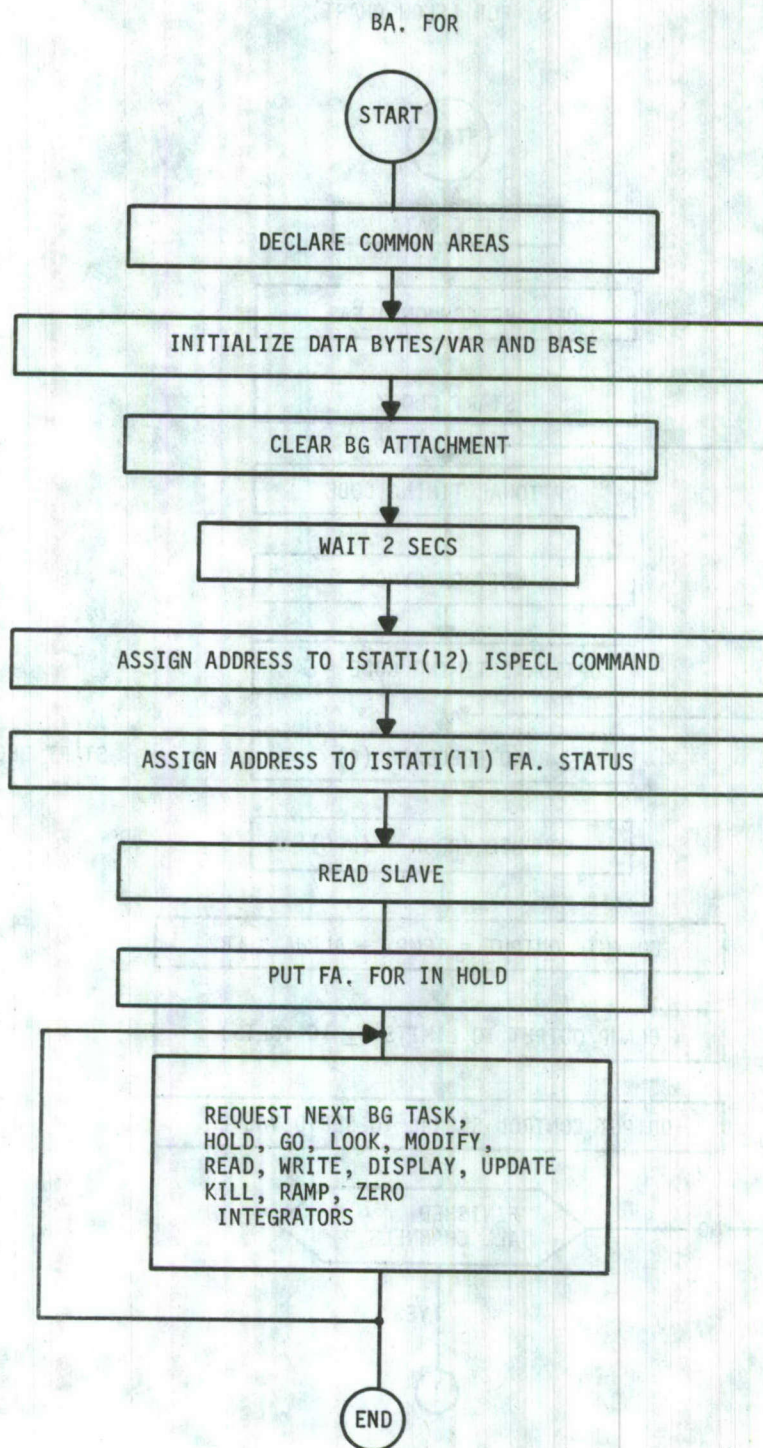 BA. FOR
START
DECLARE COMMON AREAS
INITIALIZE DATA BYTES/VAR AND BASE
CLEAR BG ATTACHMENT
WAIT 2 SECS
ASSIGN ADDRESS TO ISTATI(12) ISPECL COMMAND
ASSIGN ADDRESS TO ISTATI(11) FA. STATUS
READ SLAVE
PUT FA. FOR IN HOLD
REQUEST NEXT BG TASK,
HOLD, GO, LOOK, MODIFY,
READ, WRITE, DISPLAY, UPDATE
KILL, RAMP, ZERO
INTEGRATORS
END